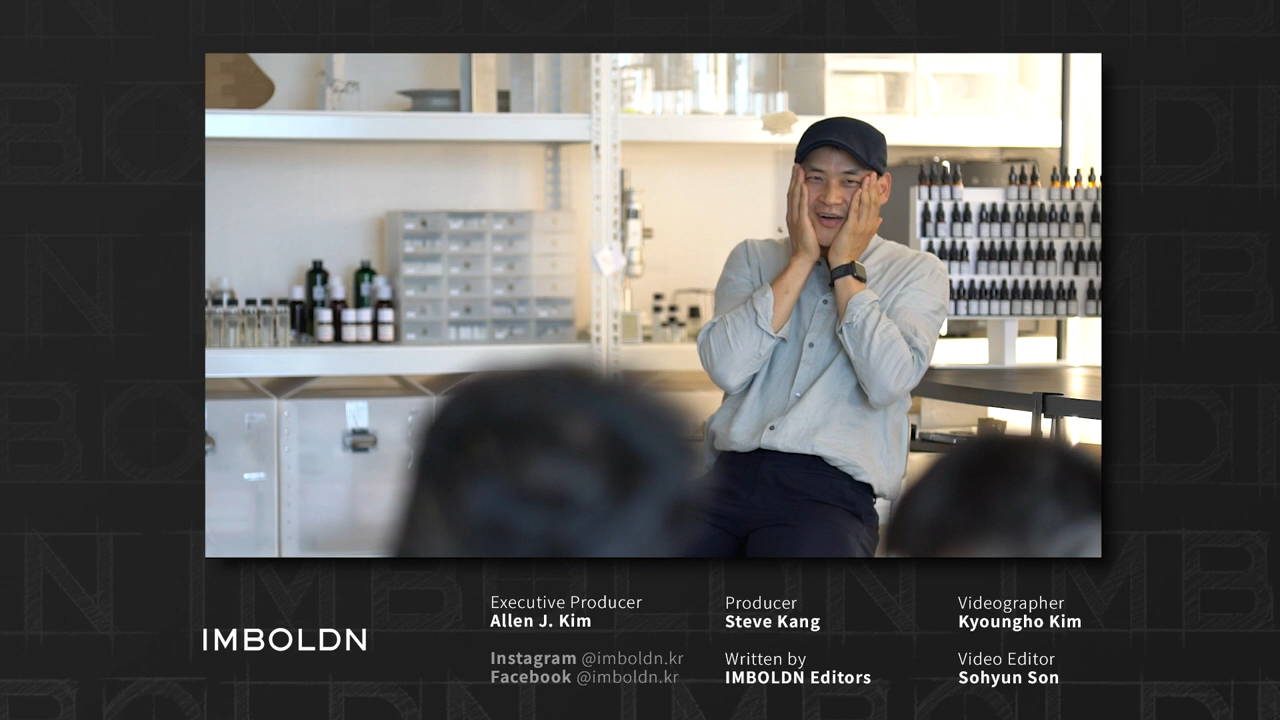 IMBOLDN
Executive Producer
Allen J. Kim
Instagram @imboldn.kr
Facebook @imboldn.kr
Producer
Steve Kang
Written by
IMBOLDN Editors
Videographer
Kyoungho Kim
Video Editor
Sohyun Son